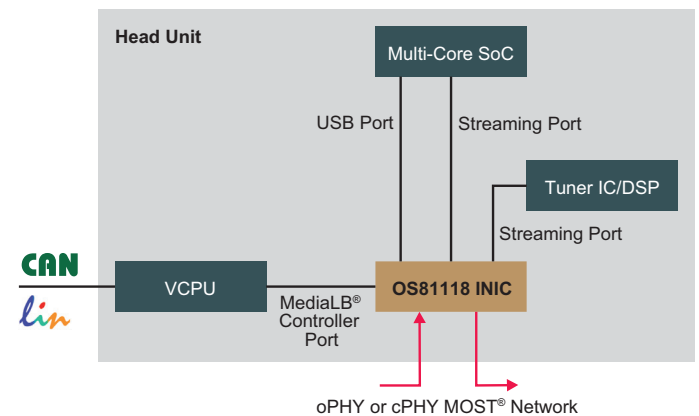 Head Unit
Multi-Core SoC
USB Port
Streaming Port
Tuner IC/DSP
Streaming Port
CAN
lin
VCPU
MediaLB®
Controller
Port
OS81118 INIC
oPHY or cPHY MOST® Network